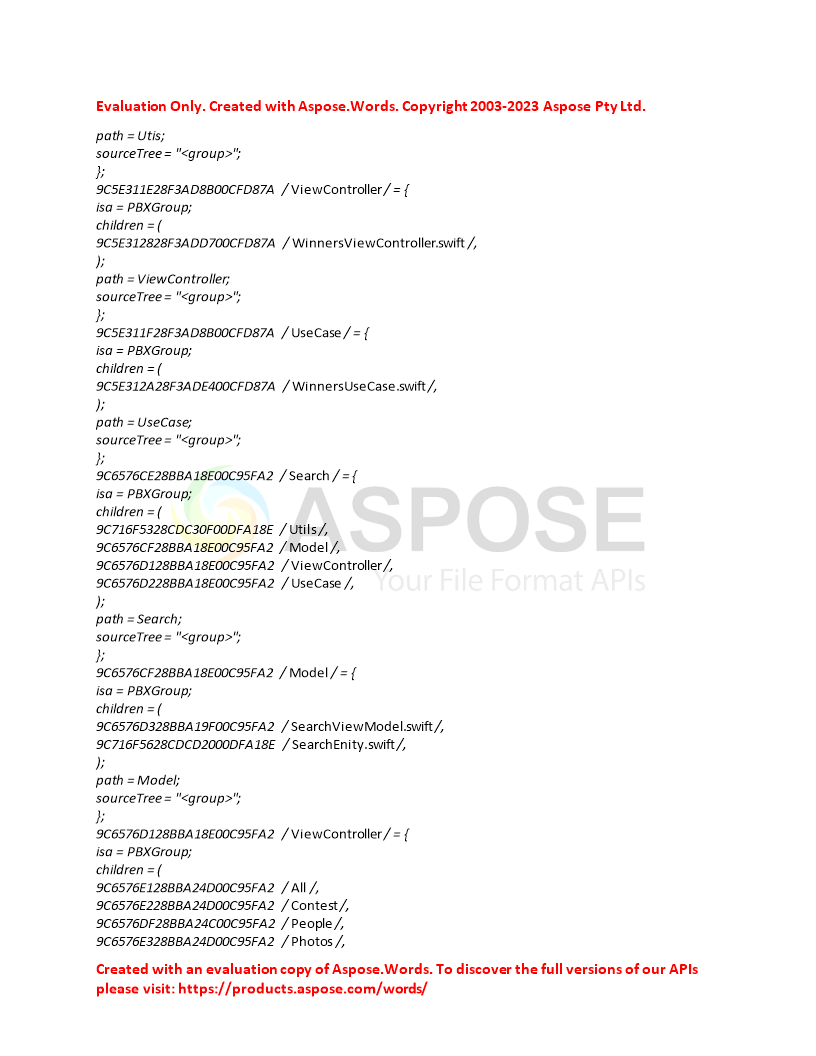 Evaluation Only. Created with Aspose.Words. Copyright 2003-2023 Aspose Pty Ltd.
path = Utis;
sourceTree = "<group>";
};
9C5E311E28F3AD8B00CFD87A / ViewController / = {
isa = PBXGroup;
children = (
9C5E312828F3ADD700CFD87A / WinnersViewController.swift /,
);
path = ViewController;
sourceTree = "<group>";
};
9C5E311F28F3AD8B00CFD87A / UseCase / = {
isa = PBXGroup;
children = (
9C5E312A28F3ADE400CFD87A / WinnersUseCase.swift /,
);
path = UseCase;
sourceTree = "<group>";
};
9C6576CE28BBA18E00C95FA2 / Search / = {
isa = PBXGroup;
children = (
9C716F5328CDC30F00DFA18E / Utils /,
9C6576CF28BBA18E00C95FA2 / Model /,
9C6576D128BBA18E00C95FA2 / ViewController /,
9C6576D228BBA18E00C95FA2 / UseCase /,
);
path = Search;
sourceTree = "<group>";
};
9C6576CF28BBA18E00C95FA2 / Model / = {
isa = PBXGroup;
children = (
9C6576D328BBA19F00C95FA2 / SearchViewModel.swift /,
9C716F5628CDCD2000DFA18E / SearchEnity.swift /,
);
path = Model;
sourceTree = "<group>";
};
9C6576D128BBA18E00C95FA2 / ViewController / = {
isa = PBXGroup;
children = (
9C6576E128BBA24D00C95FA2 / All /,
9C6576E228BBA24D00C95FA2 / Contest /,
9C6576DF28BBA24C00C95FA2 / People /,
9C6576E328BBA24D00C95FA2 / Photos /,
Created with an evaluation copy of Aspose.Words. To discover the full versions of our APIs
please visit: https://products.aspose.com/words/
ASPOSE
Your File Format APIs